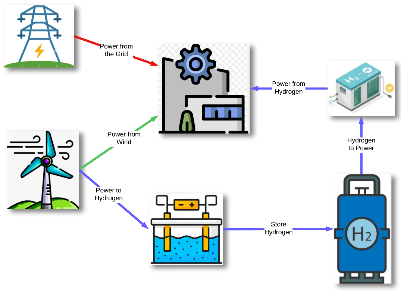 Power from
the Grid
Power from
Hydrogen
H₂
Power from
Wind
Hydrogen
to Power
Power to
Hydrogen
- +
Store
Hydrogen
H₂